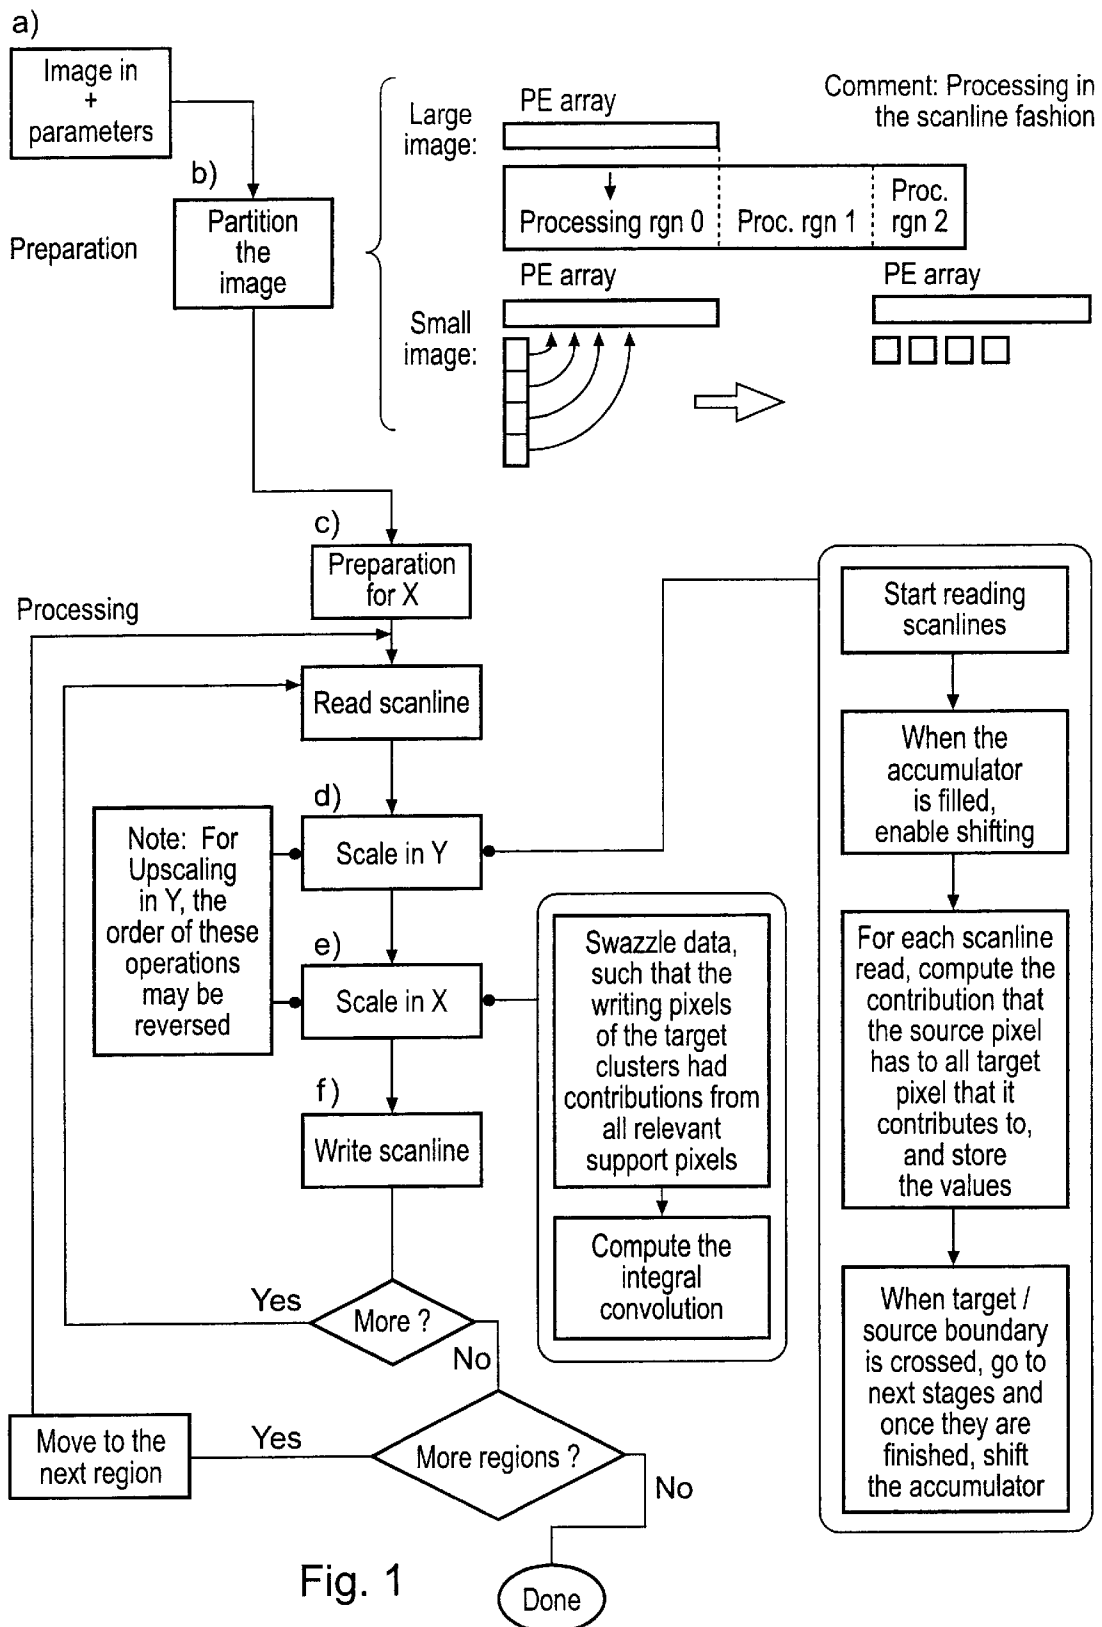 a)
Image in
+
parameters
b)
Partition
the
image
Preparation
Large
image:
PE array
Comment: Processing in
the scanline fashion
Processing rgn 0
Proc. rgn 1
Proc.
rgn 2
PE array
PE array
Small
image:
c)
Preparation
for X
Processing
Read scanline
d)
Scale in Y
Note: For
Upscaling
in Y, the
order of these
operations
may be
reversed
e)
Scale in X
f)
Write scanline
Swazzle data,
such that the
writing pixels
of the target
clusters had
contributions from
all relevant
support pixels
Compute the
integral
convolution
Start reading
scanlines
When the
accumulator
is filled,
enable shifting
For each scanline
read, compute the
contribution that
the source pixel
has to all target
pixel that it
contributes to,
and store
the values
When target /
source boundary
is crossed, go to
next stages and
once they are
finished, shift
the accumulator
Yes
More ?
No
Move to the
next region
Yes
More regions ?
No
Done
Fig. 1